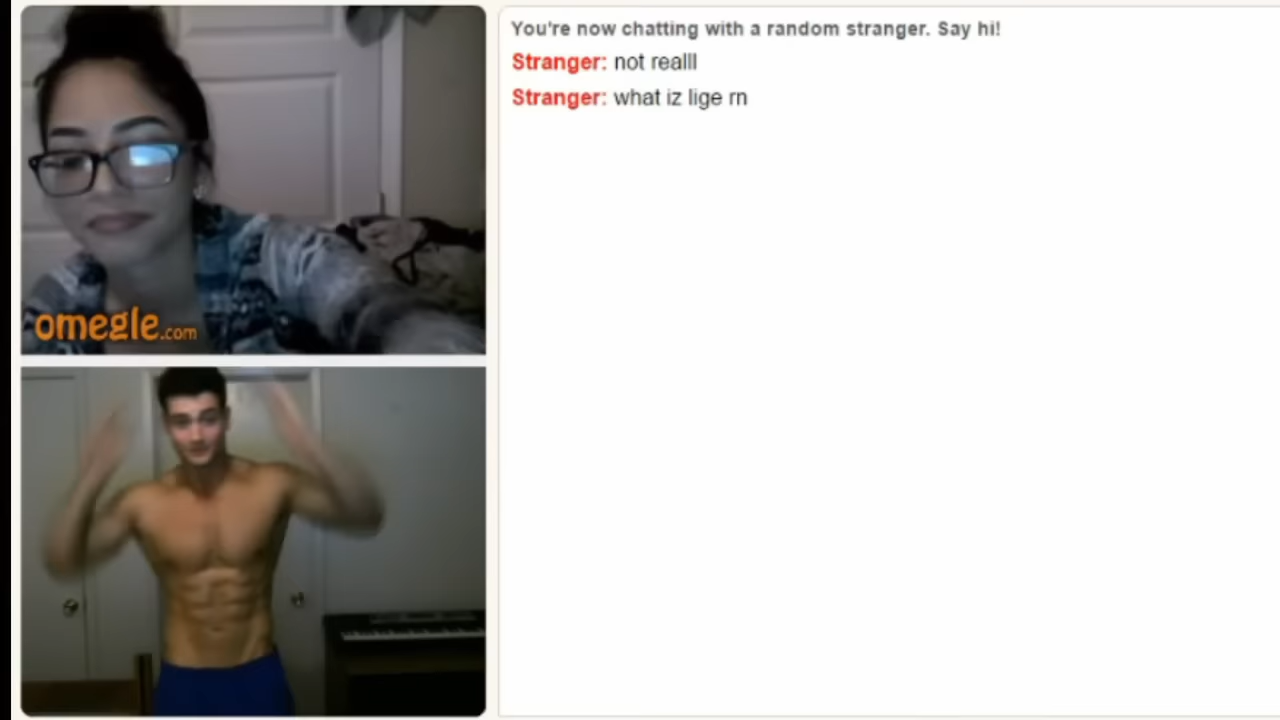 You're now chatting with a random stranger. Say hi!
Stranger: not realll
Stranger: what iz lige rn
omegle.com